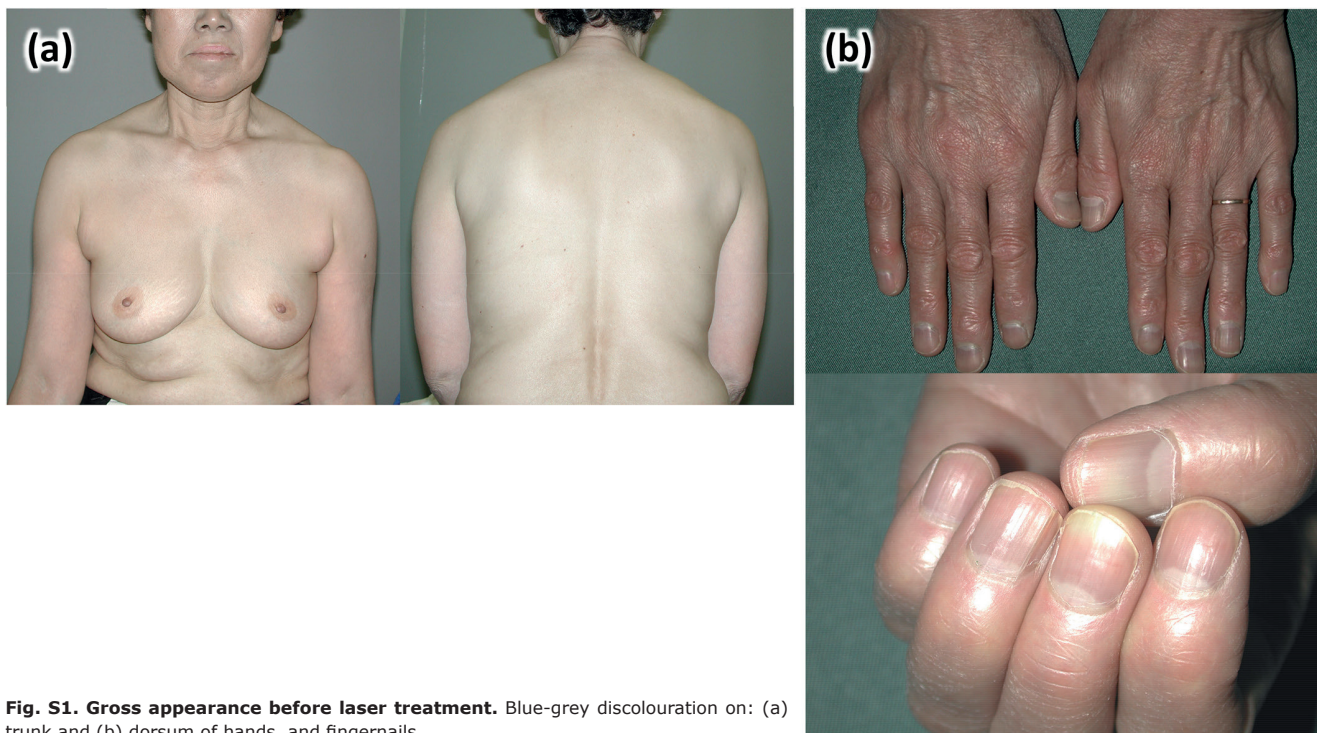 (a)
(b)
Fig. S1. Gross appearance before laser treatment. Blue-grey discolouration on: (a)
trunk and (b) dorsum of hands, and fingernails.